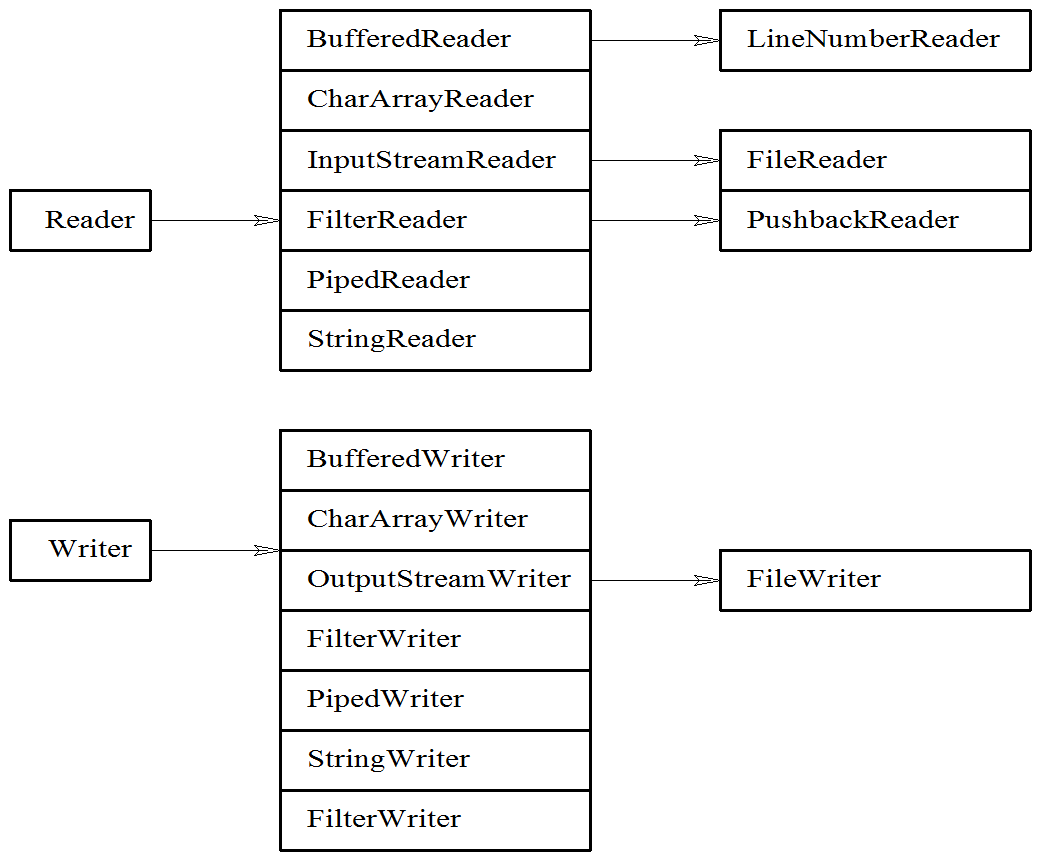 BufferedReader
LineNumberReader
CharArrayReader
InputStreamReader
FileReader
Reader
FilterReader
PushbackReader
PipedReader
StringReader
BufferedWriter
CharArrayWriter
Writer
OutputStreamWriter
FileWriter
FilterWriter
PipedWriter
StringWriter
FilterWriter